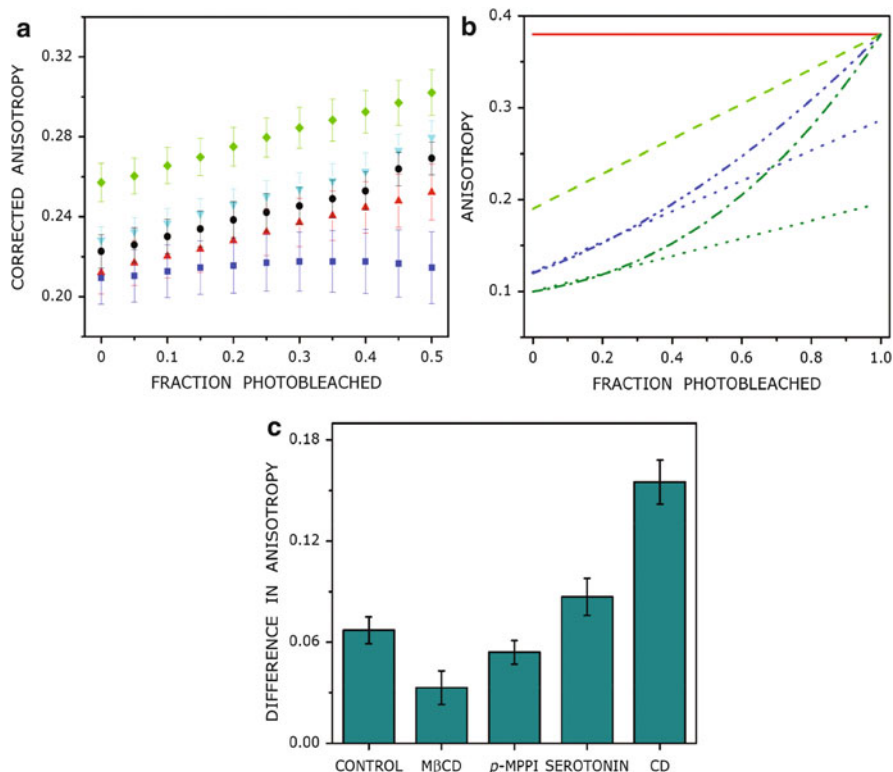 a
CORRECTED ANISOTROPY
0.32
0.28
0.24
0.20
0 0.1 0.2 0.3 0.4 0.5
FRACTION PHOTOBLEACHED
b
ANISOTROPY
0.4
0.3
0.2
0.1
0 0.2 0.4 0.6 0.8 1.0
FRACTION PHOTOBLEACHED
c
DIFFERENCE IN ANISOTROPY
0.18
0.12
0.06
0.00
CONTROL MβCD p-MPPI SEROTONIN CD